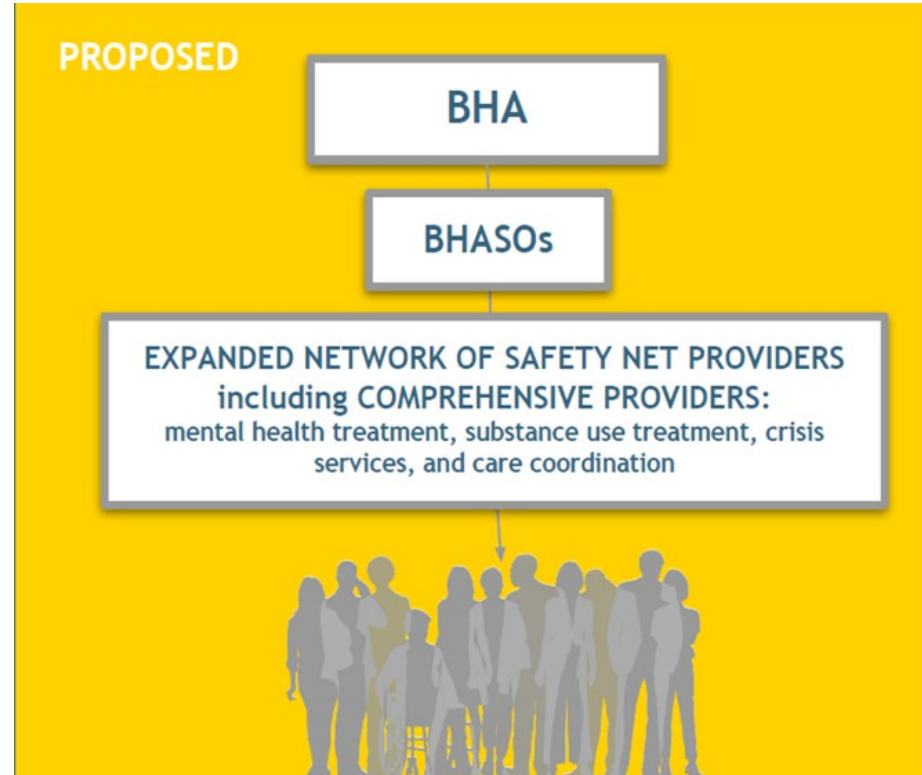 PROPOSED
BHA
BHASOs
EXPANDED NETWORK OF SAFETY NET PROVIDERS
including COMPREHENSIVE PROVIDERS:
mental health treatment, substance use treatment, crisis
services, and care coordination